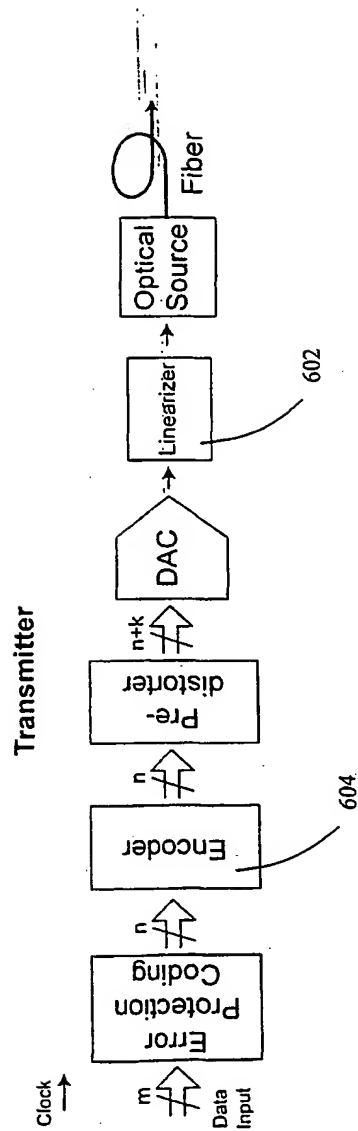 Transmitter
Clock
m
Data
Input
Error
Protection
Coding
n
Encoder
604
n
Pre-
distorter
n+k
DAC
Linearizer
602
Optical
Source
Fiber